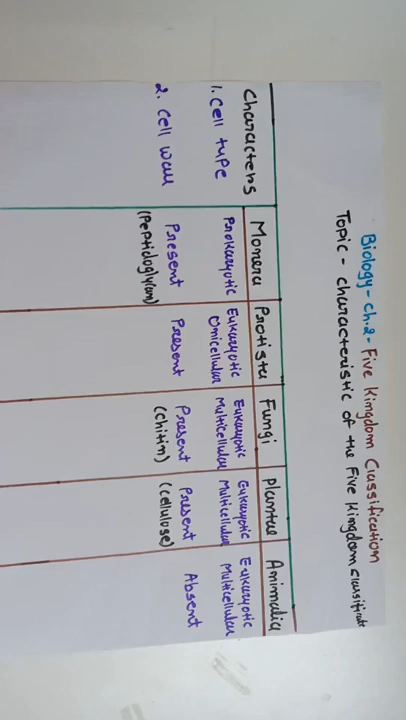 Biology - ch.2 - Five Kingdom Classification
Topic - characteristic of the Five Kingdom Classificate
Characters Monera Protista Fungi Plantae Animalia
1. Cell type Prokaryotic Eukaryotic Eukaryotic Eukaryotic Eukaryotic
Unicellular Multicellular Multicellular Multicellular
2. Cell wall Present Present Present Present Absent
(Peptidoglycan) (chitin) (cellulose)